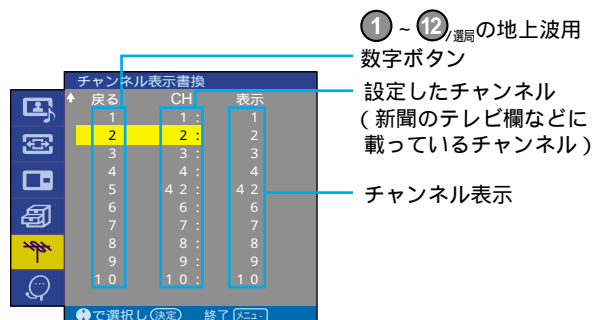 ①~⑫/選局の地上波用
数字ボタン
設定したチャンネル
(新聞のテレビ欄などに
載っているチャンネル)
チャンネル表示
チャンネル表示書換
戻る CH 表示
1 1: 1
2 2: 2
3 3: 3
4 4: 4
5 42: 42
6 6: 6
7 7: 7
8 8: 8
9 9: 9
10 10: 10
で選択し(決定) 終了 メニュー